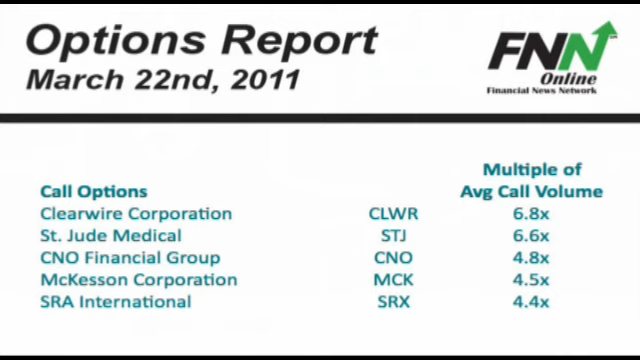 Options Report
March 22nd, 2011
FNN
Online
Financial News Network
Multiple of
Call Options Avg Call Volume
Clearwire Corporation CLWR 6.8x
St. Jude Medical STJ 6.6x
CNO Financial Group CNO 4.8x
McKesson Corporation MCK 4.5x
SRA International SRX 4.4x